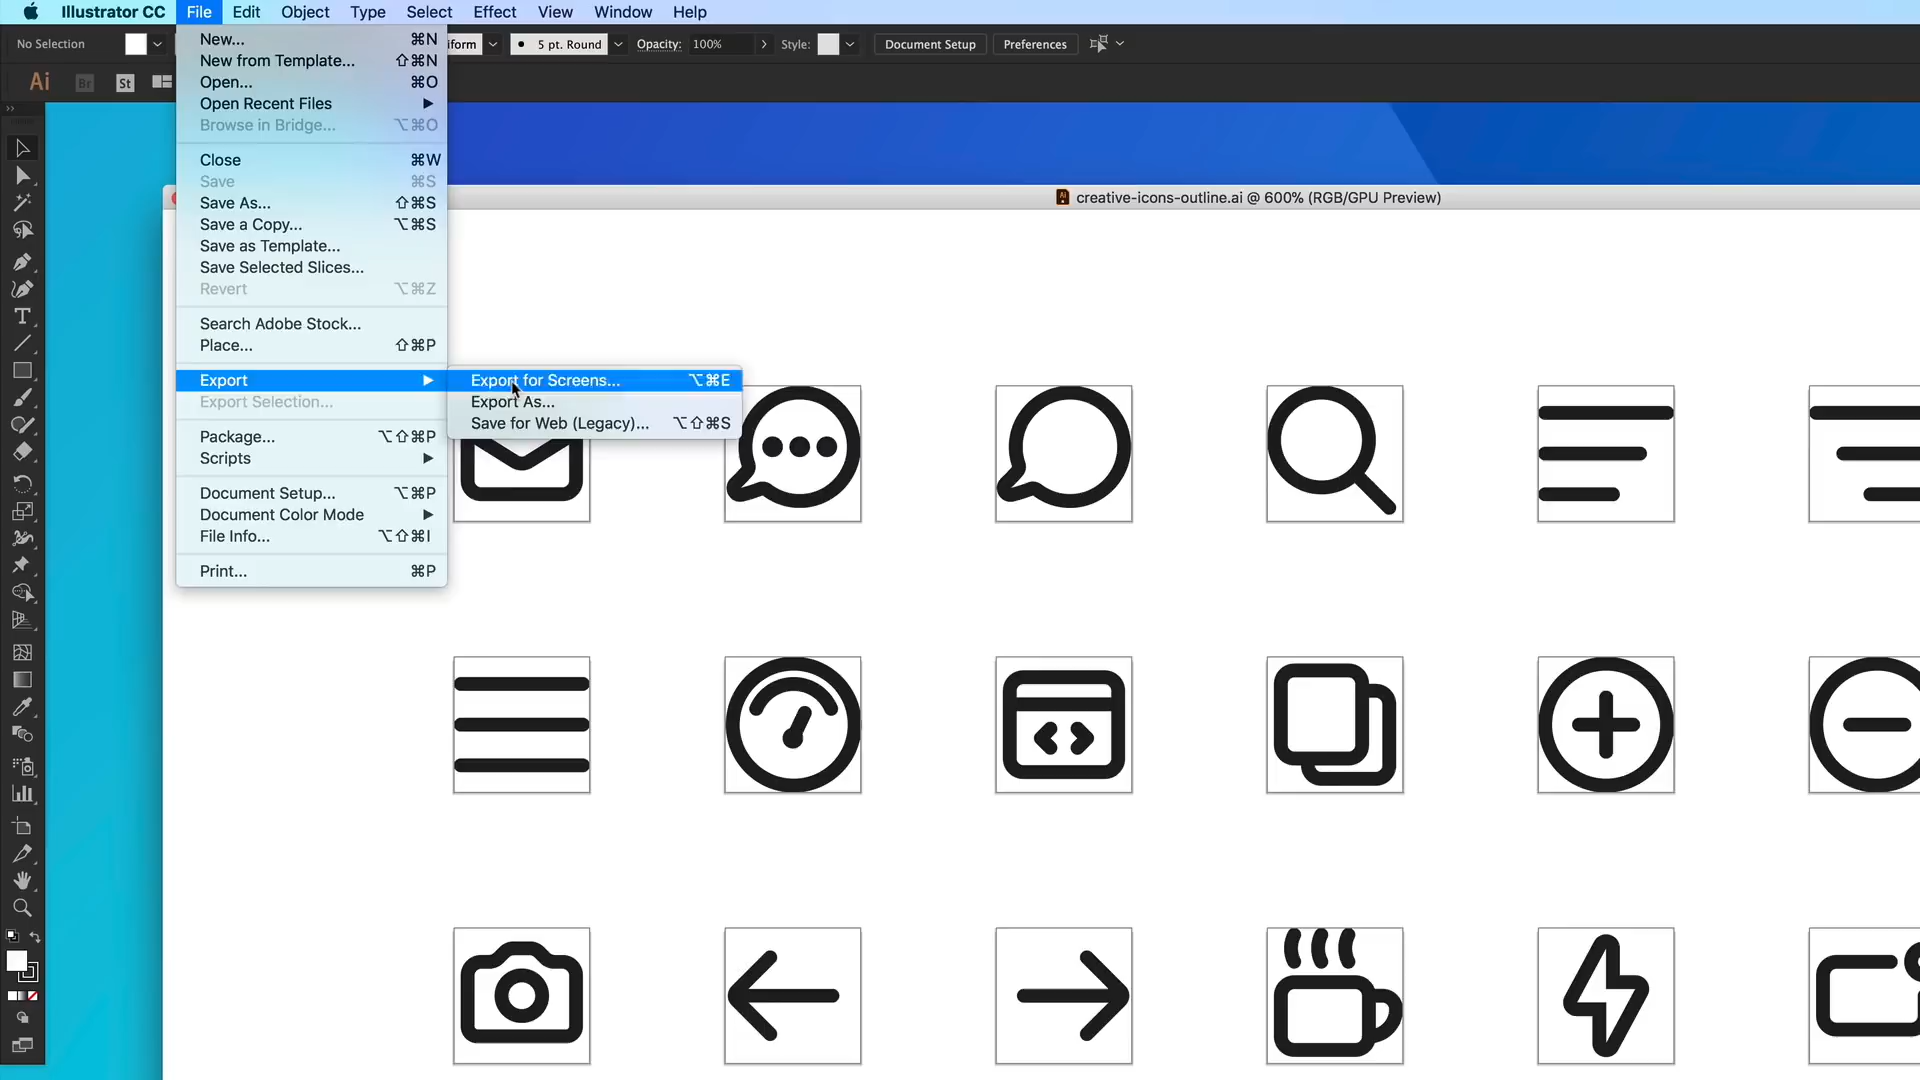 Illustrator CC File Edit Object Type Select Effect View Window Help
No Selection
5 pt. Round Opacity: 100% Style: Document Setup Preferences
Ai Br St
New... ⌘N
New from Template... ⇧⌘N
Open... ⌘O
Open Recent Files ▶
Browse in Bridge... ⌥⌘O
Close ⌘W
Save ⌘S
Save As... ⇧⌘S
Save a Copy... ⌥⌘S
Save as Template...
Save Selected Slices...
Revert ⌥⌘Z
Search Adobe Stock...
Place... ⇧⌘P
Export ▶
Export Selection...
Package... ⌥⇧⌘P
Scripts ▶
Document Setup... ⌥⌘P
Document Color Mode ▶
File Info... ⌥⇧⌘I
Print... ⌘P
Export for Screens... ⌥⌘E
Export As...
Save for Web (Legacy)... ⌥⇧⌘S
creative-icons-outline.ai @ 600% (RGB/GPU Preview)